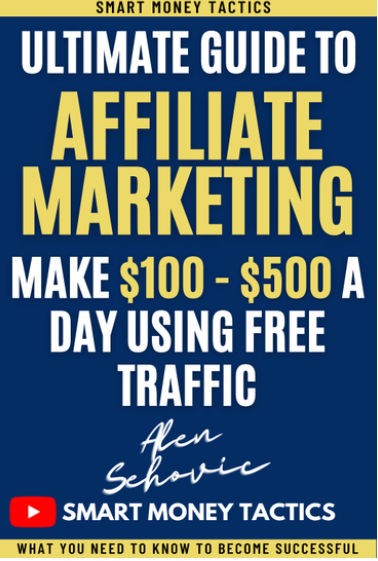 SMART MONEY TACTICS
ULTIMATE GUIDE TO
AFFILIATE
MARKETING
MAKE $100 - $500 A
DAY USING FREE
TRAFFIC
Alen
Sehovic
SMART MONEY TACTICS
WHAT YOU NEED TO KNOW TO BECOME SUCCESSFUL